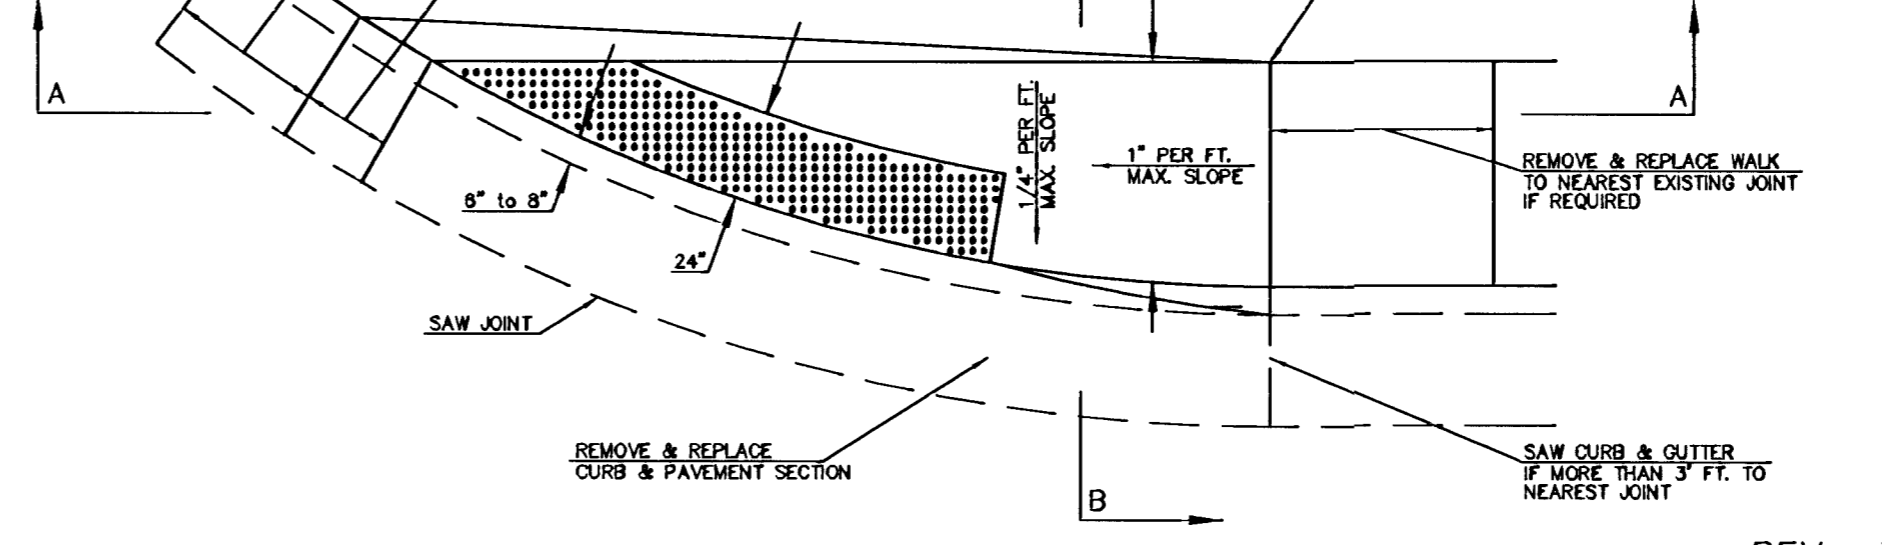 A
A
1/4" PER FT.
MAX. SLOPE
1" PER FT.
MAX. SLOPE
REMOVE & REPLACE WALK
TO NEAREST EXISTING JOINT
IF REQUIRED
6" to 8"
24"
SAW JOINT
REMOVE & REPLACE
CURB & PAVEMENT SECTION
SAW CURB & GUTTER
IF MORE THAN 3' FT. TO
NEAREST JOINT
B